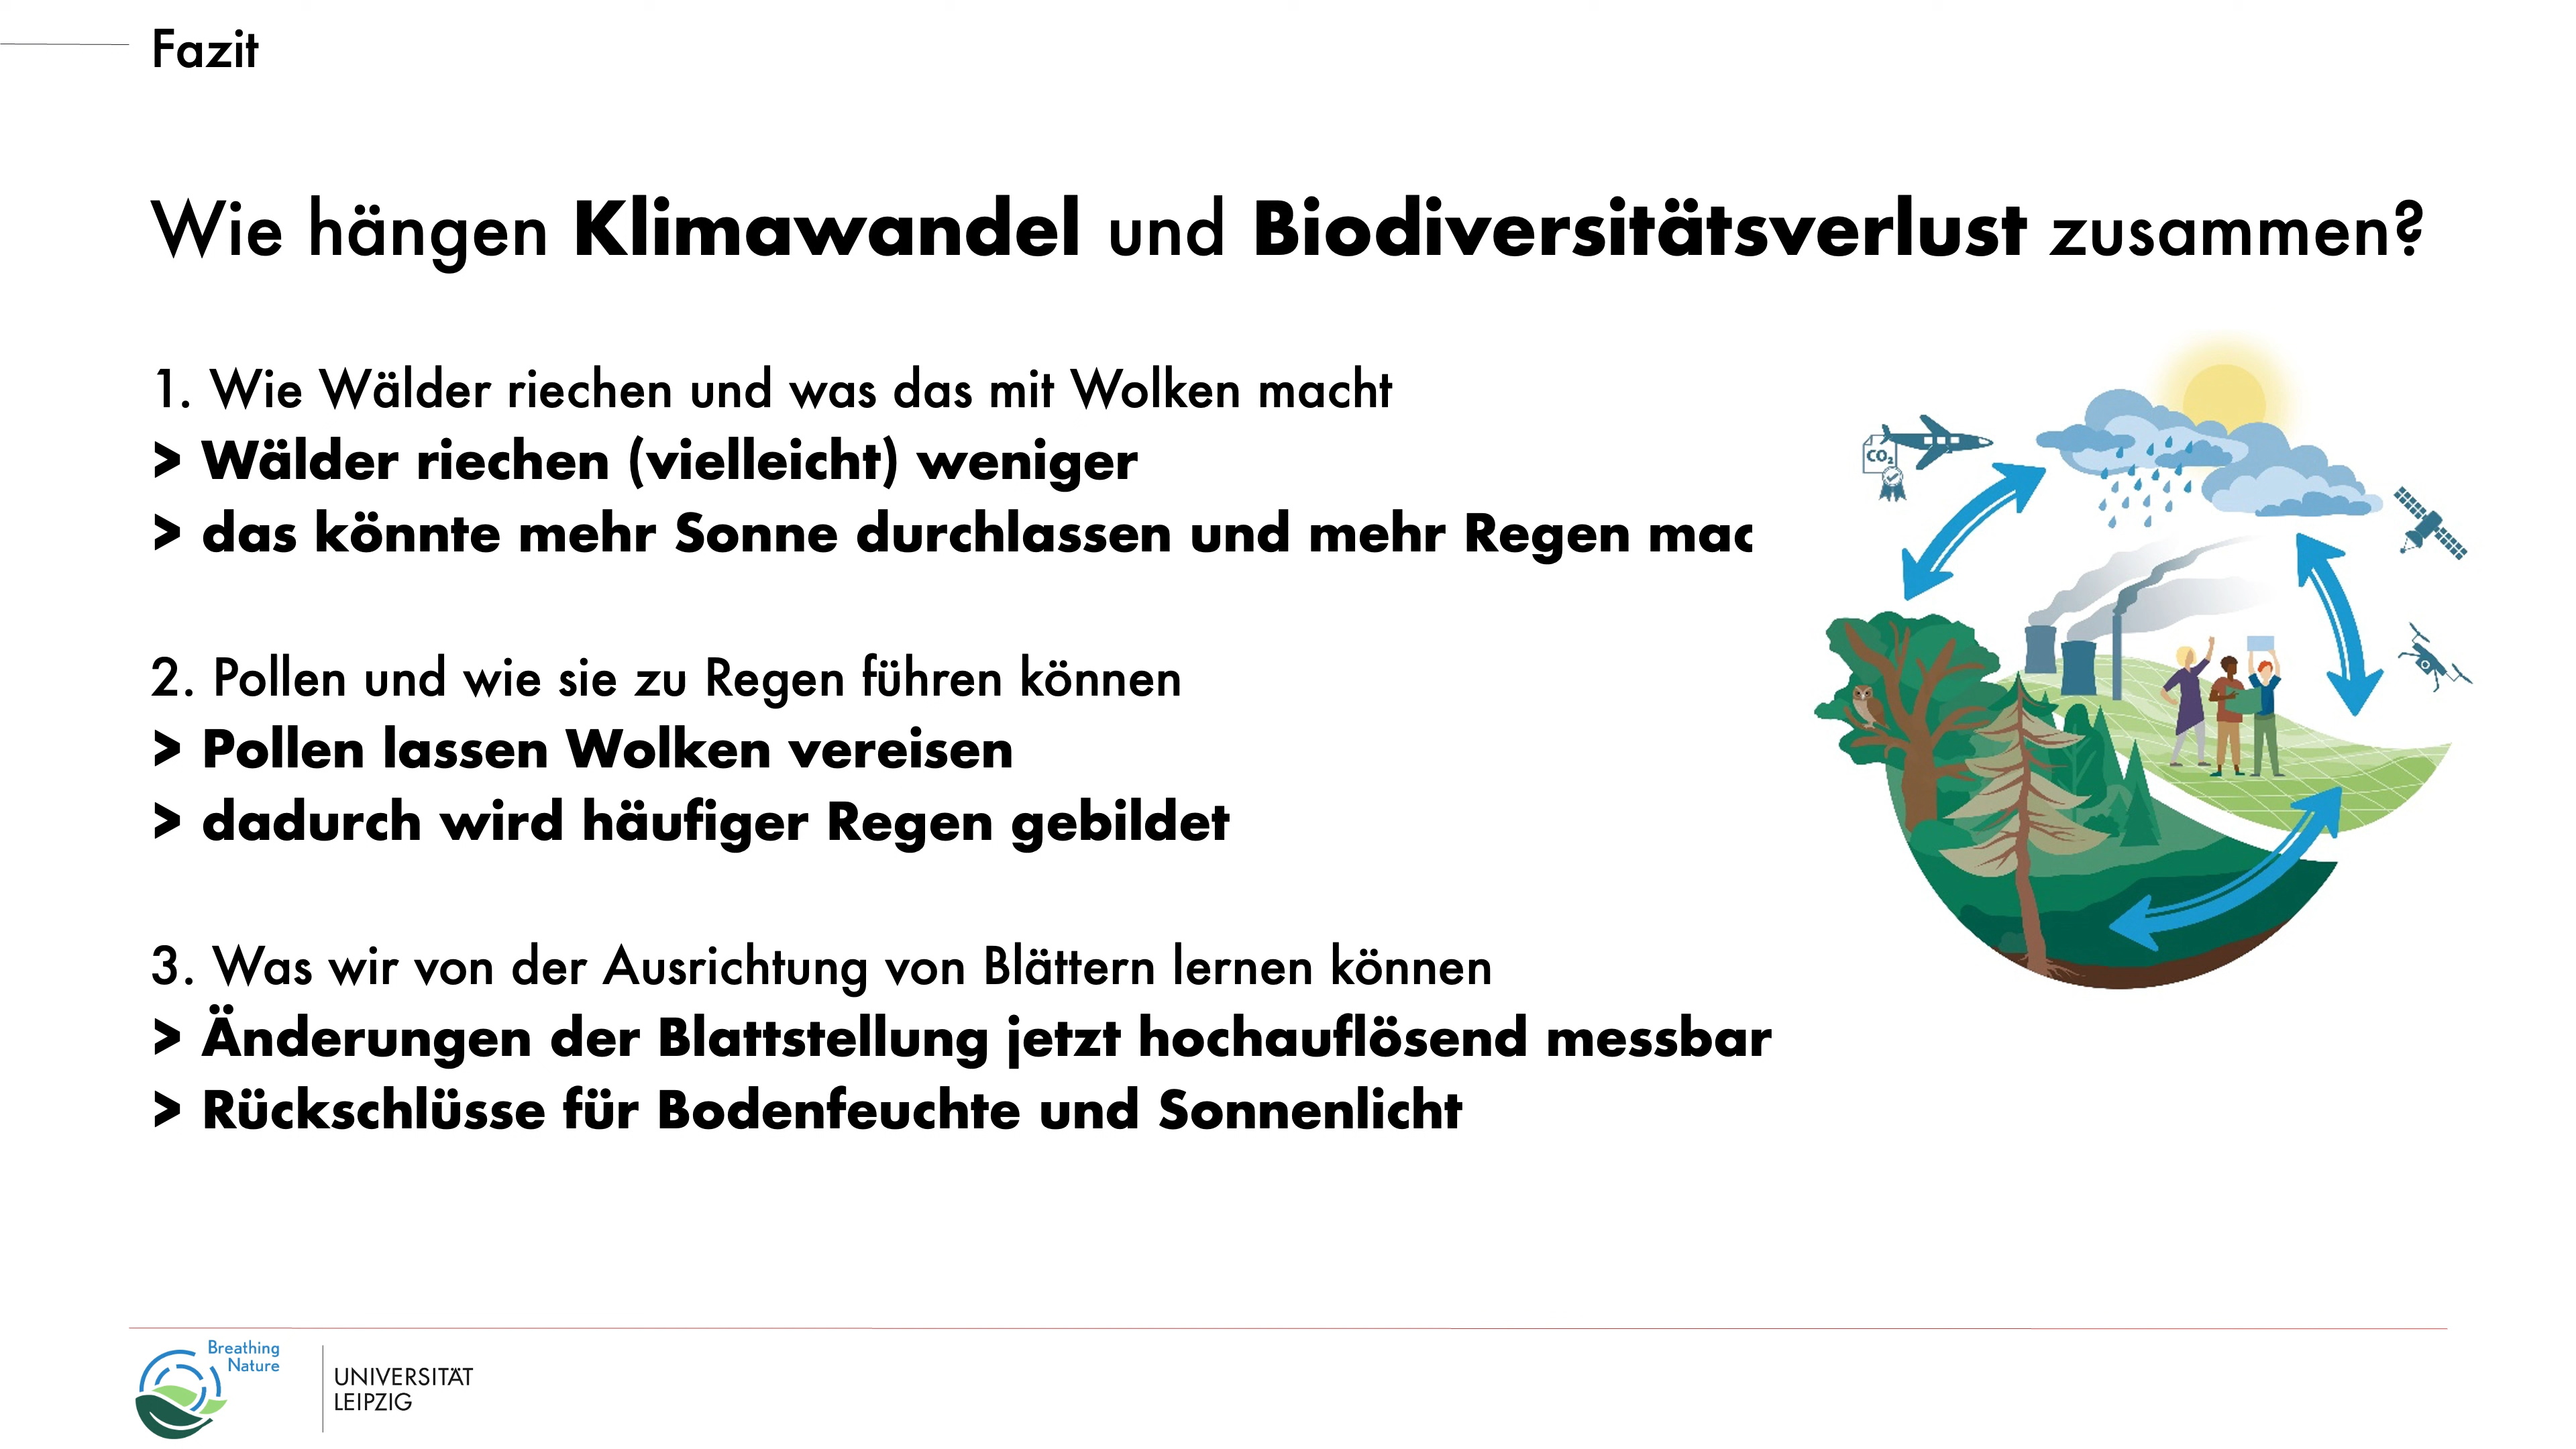 Fazit
Wie hängen Klimawandel und Biodiversitätsverlust zusammen?
1. Wie Wälder riechen und was das mit Wolken macht
> Wälder riechen (vielleicht) weniger
> das könnte mehr Sonne durchlassen und mehr Regen mac
2. Pollen und wie sie zu Regen führen können
> Pollen lassen Wolken vereisen
> dadurch wird häufiger Regen gebildet
3. Was wir von der Ausrichtung von Blättern lernen können
> Änderungen der Blattstellung jetzt hochauflösend messbar
> Rückschlüsse für Bodenfeuchte und Sonnenlicht
CO₂
Breathing
Nature
UNIVERSITÄT
LEIPZIG